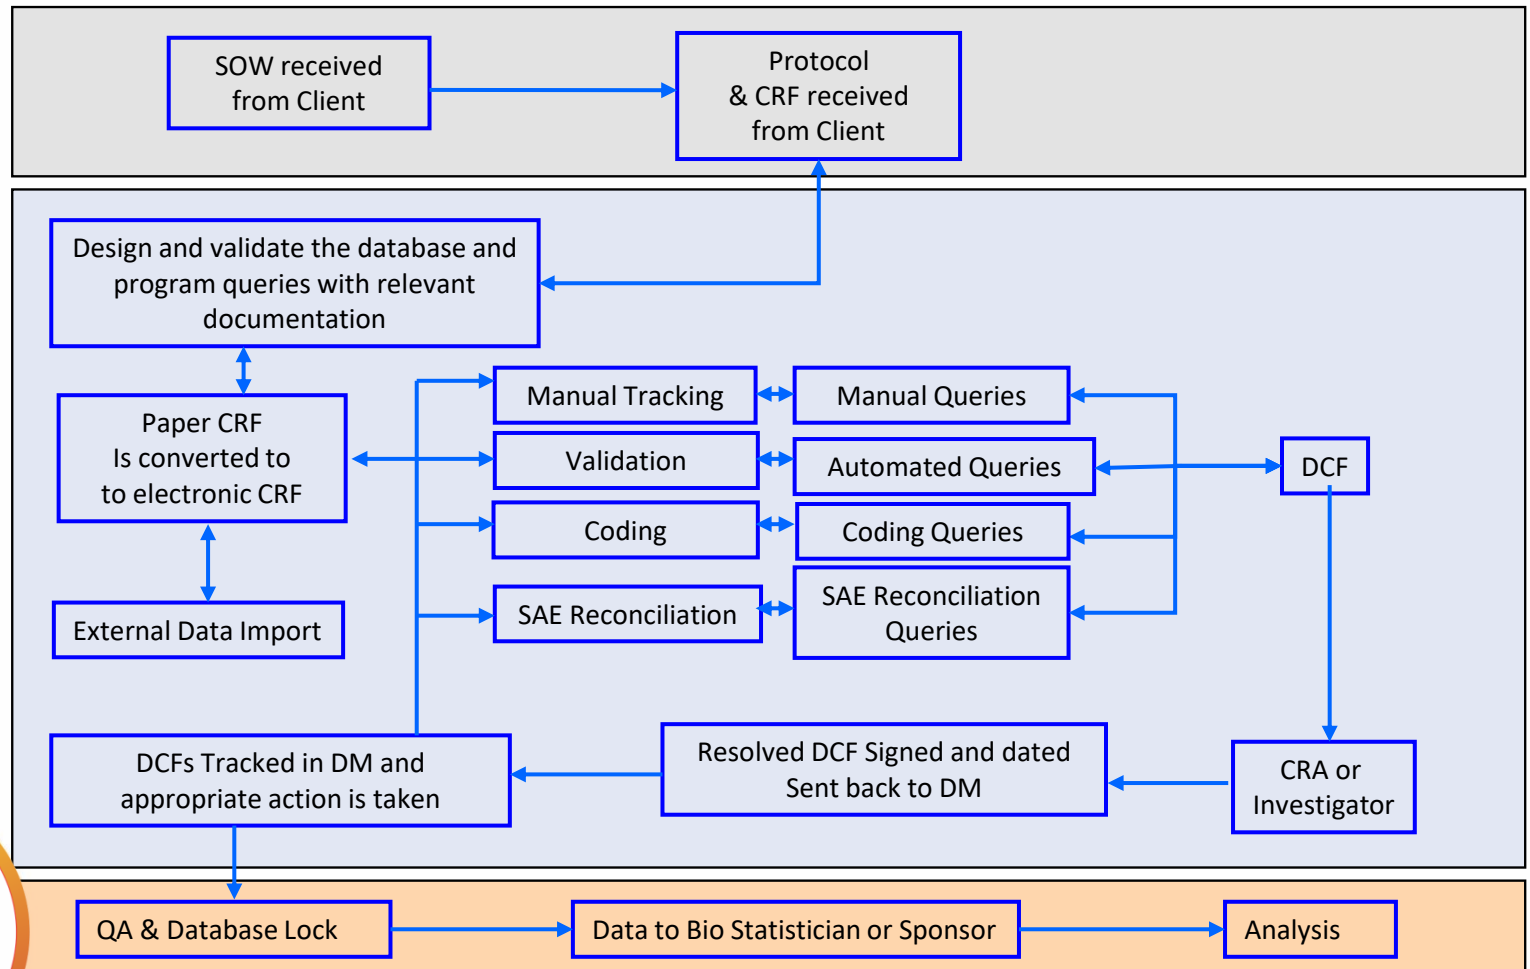 SOW received
from Client
Protocol
& CRF received
from Client
Design and validate the database and
program queries with relevant
documentation
Paper CRF
Is converted to
to electronic CRF
External Data Import
Manual Tracking
Manual Queries
Validation
Automated Queries
Coding
Coding Queries
SAE Reconciliation
SAE Reconciliation
Queries
DCF
DCFs Tracked in DM and
appropriate action is taken
Resolved DCF Signed and dated
Sent back to DM
CRA or
Investigator
QA & Database Lock
Data to Bio Statistician or Sponsor
Analysis